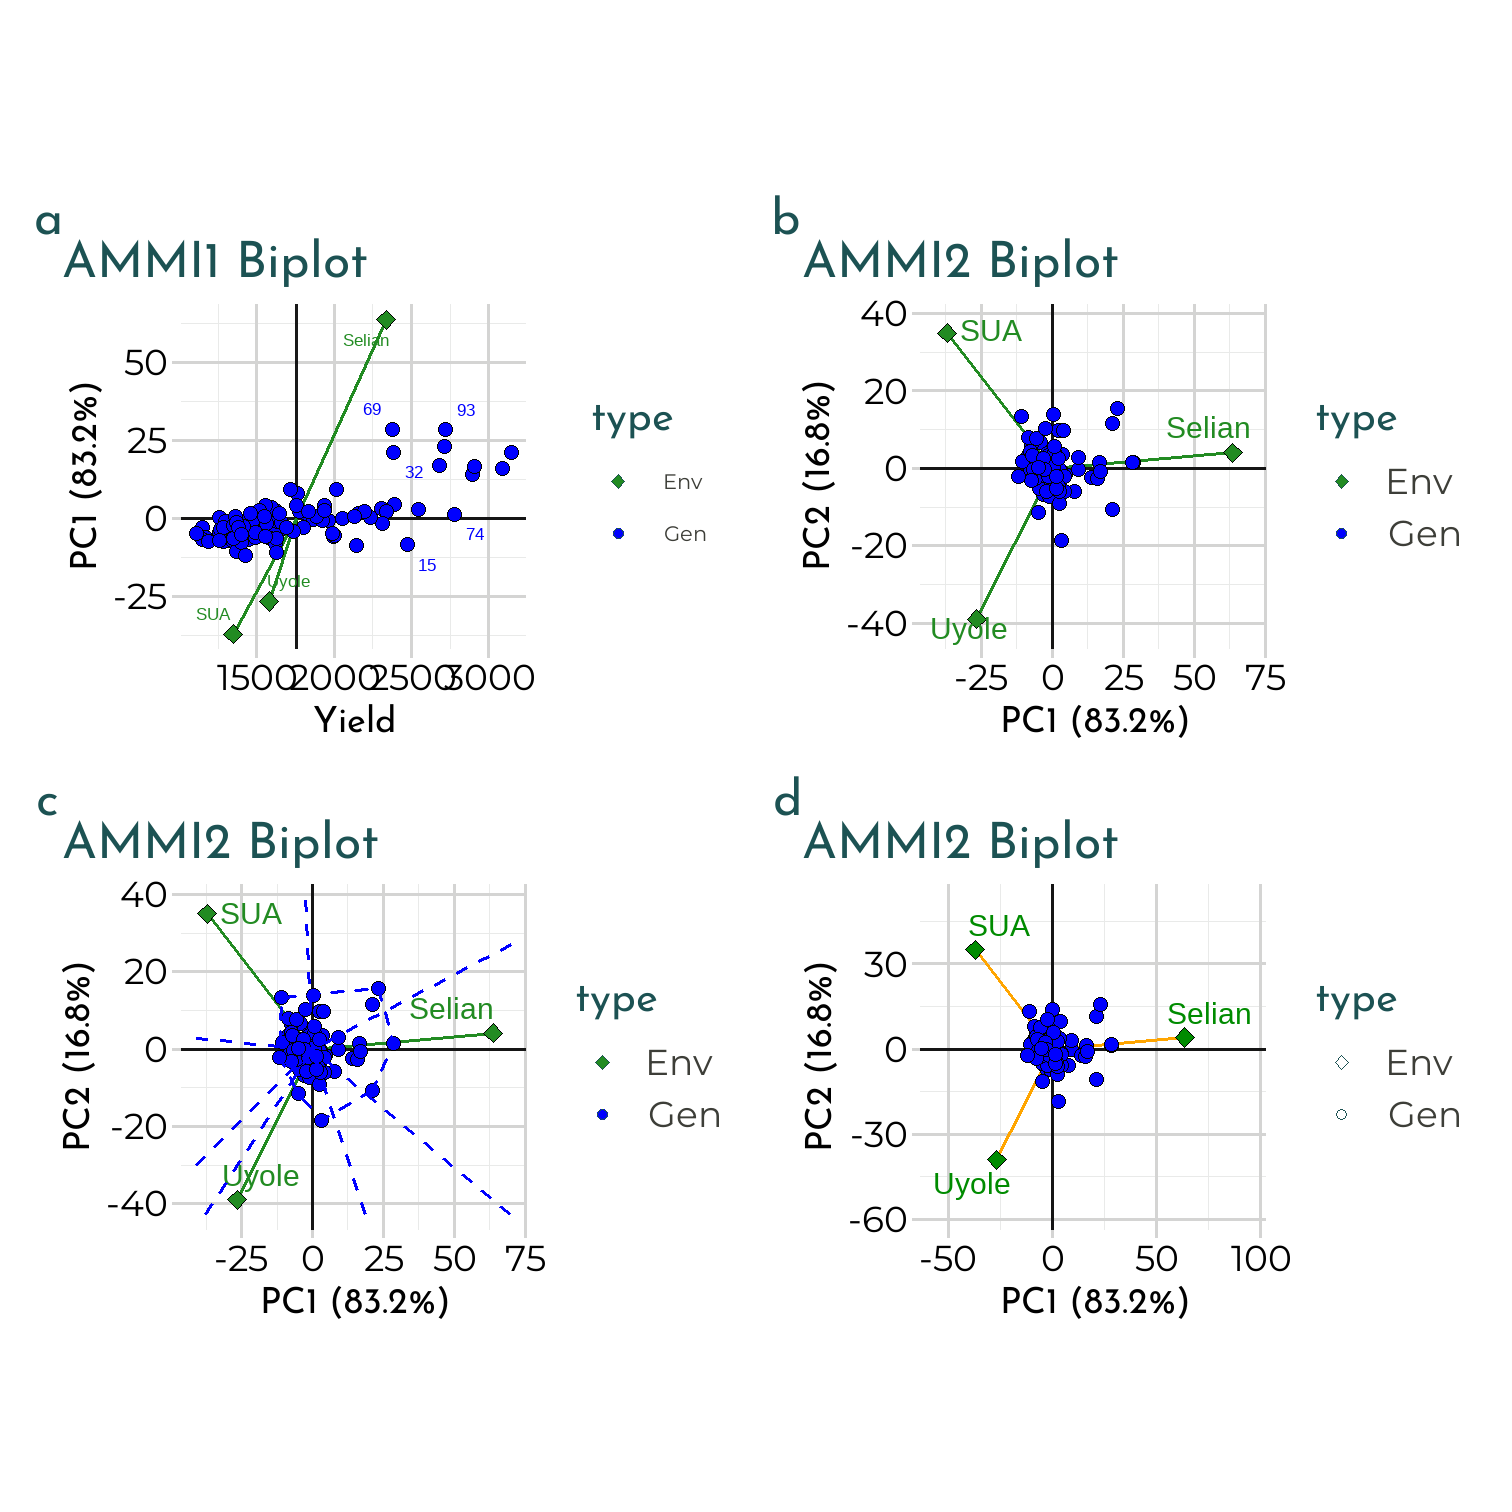 a
AMMI1 Biplot
PC1 (83.2%)
50
25
0
-25
Selian
69
93
32
74
15
Uyole
SUA
1500
2000
2500
3000
Yield
type
Env
Gen
b
AMMI2 Biplot
PC2 (16.8%)
40
20
0
-20
-40
SUA
Selian
Uyole
-25
0
25
50
75
PC1 (83.2%)
type
Env
Gen
c
AMMI2 Biplot
PC2 (16.8%)
40
20
0
-20
-40
SUA
Selian
Uyole
-25
0
25
50
75
PC1 (83.2%)
type
Env
Gen
d
AMMI2 Biplot
PC2 (16.8%)
30
0
-30
-60
SUA
Selian
Uyole
-50
0
50
100
PC1 (83.2%)
type
Env
Gen